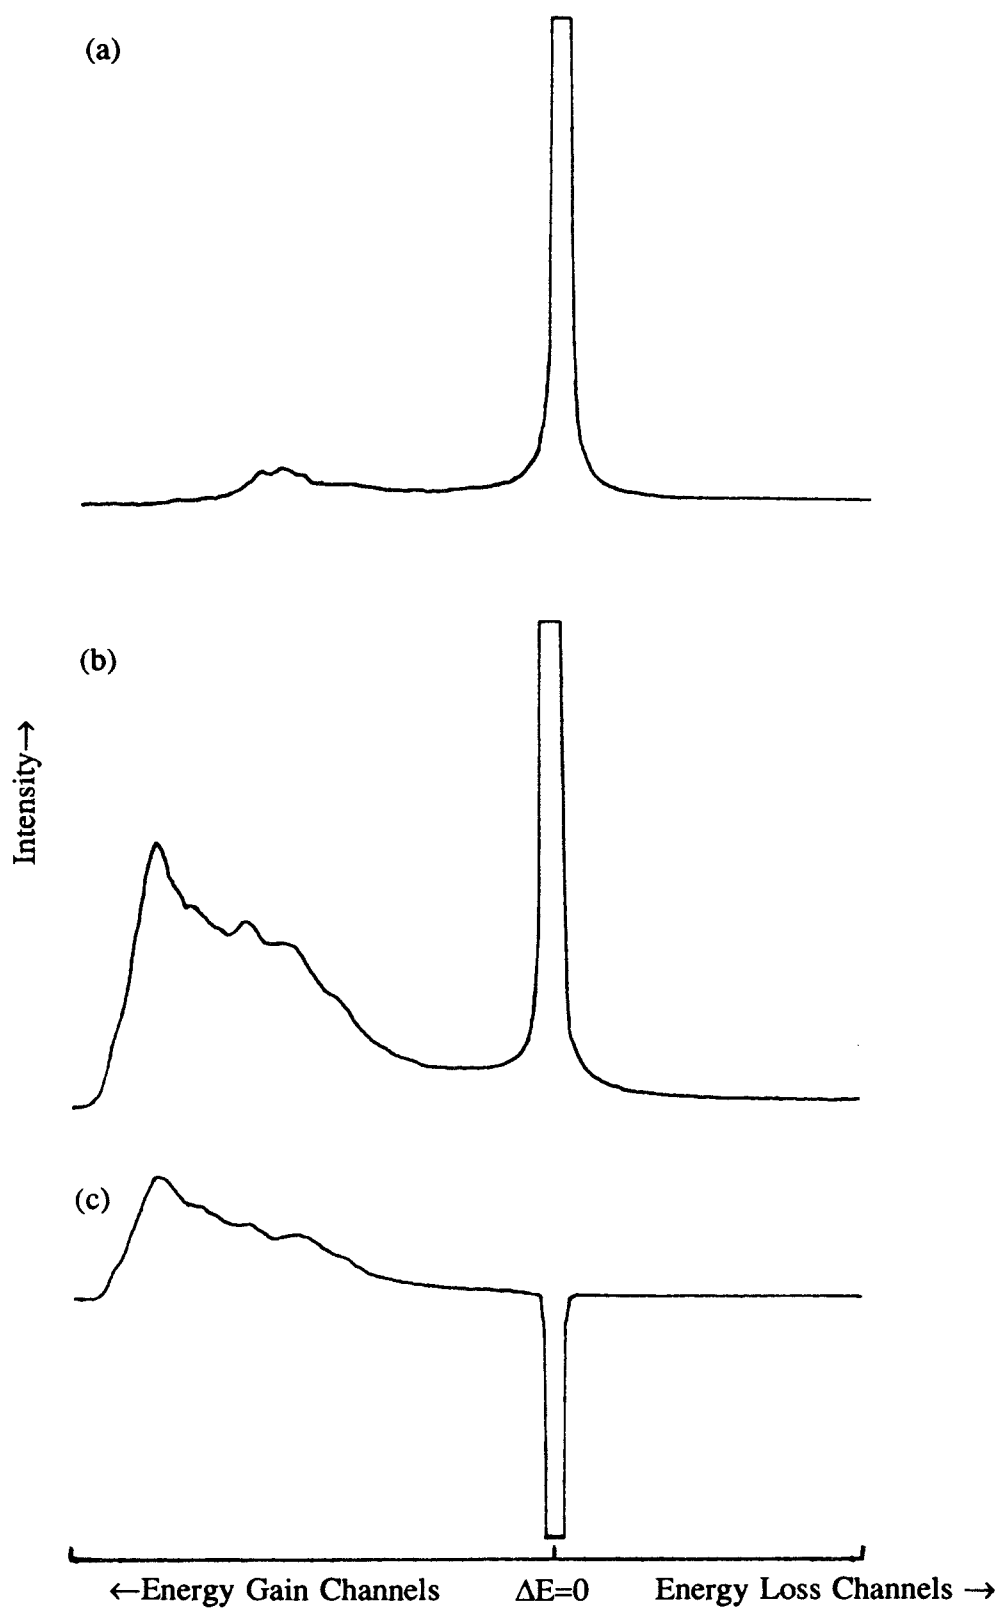 (a)
(b)
Intensity→
(c)
←Energy Gain Channels ΔE=0 Energy Loss Channels →